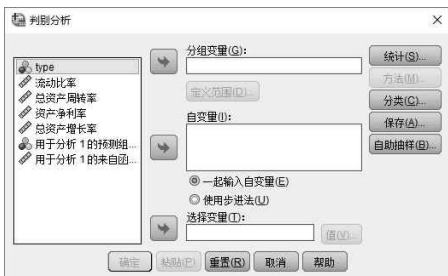 判别分析
分组变量(G):
统计(S)...
type
流动比率
总资产周转率
资产净利率
总资产增长率
用于分析 1 的预测组...
用于分析 1 的来自函...
定义范围(D)...
方法(M)...
分类(C)...
自变量(I):
保存(A)...
自助抽样(B)...
一起输入自变量(E)
使用步进法(U)
选择变量(T):
值(V)...
确定
粘贴(P)
重置(R)
取消
帮助